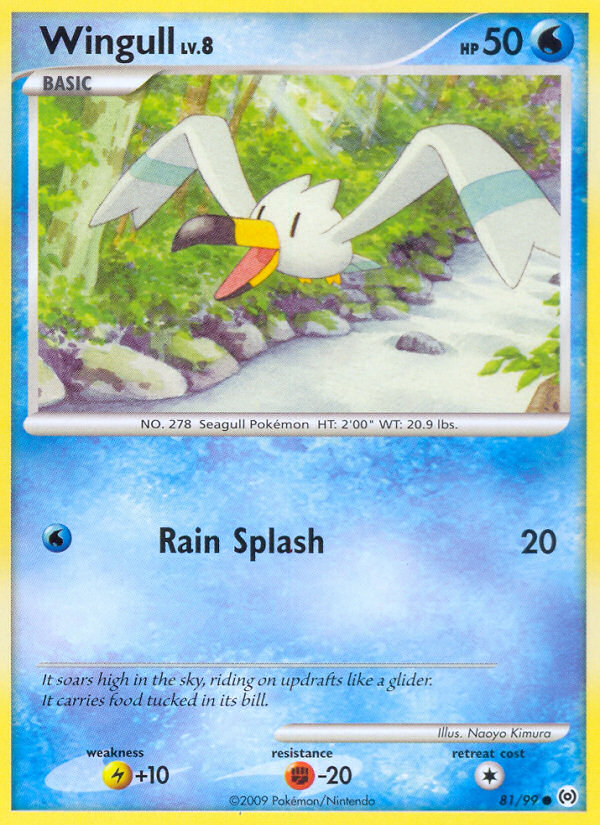 Wingull LV.8 HP 50
BASIC
NO. 278 Seagull Pokémon HT: 2'00" WT: 20.9 lbs.
Rain Splash 20
It soars high in the sky, riding on updrafts like a glider.
It carries food tucked in its bill.
Illus. Naoyo Kimura
weakness resistance retreat cost
+10 -20
©2009 Pokémon/Nintendo 81/99